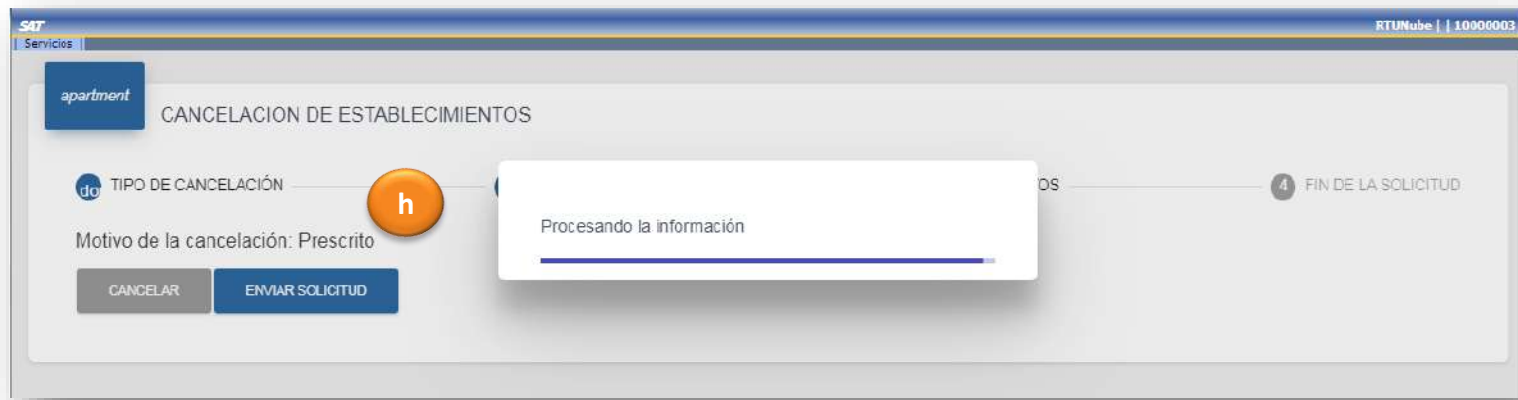 SAT
RTUNube | | 10000003
Servicios
apartment
CANCELACION DE ESTABLECIMIENTOS
do TIPO DE CANCELACIÓN
h
OS
4 FIN DE LA SOLICITUD
Procesando la información
Motivo de la cancelación: Prescrito
CANCELAR
ENVIAR SOLICITUD